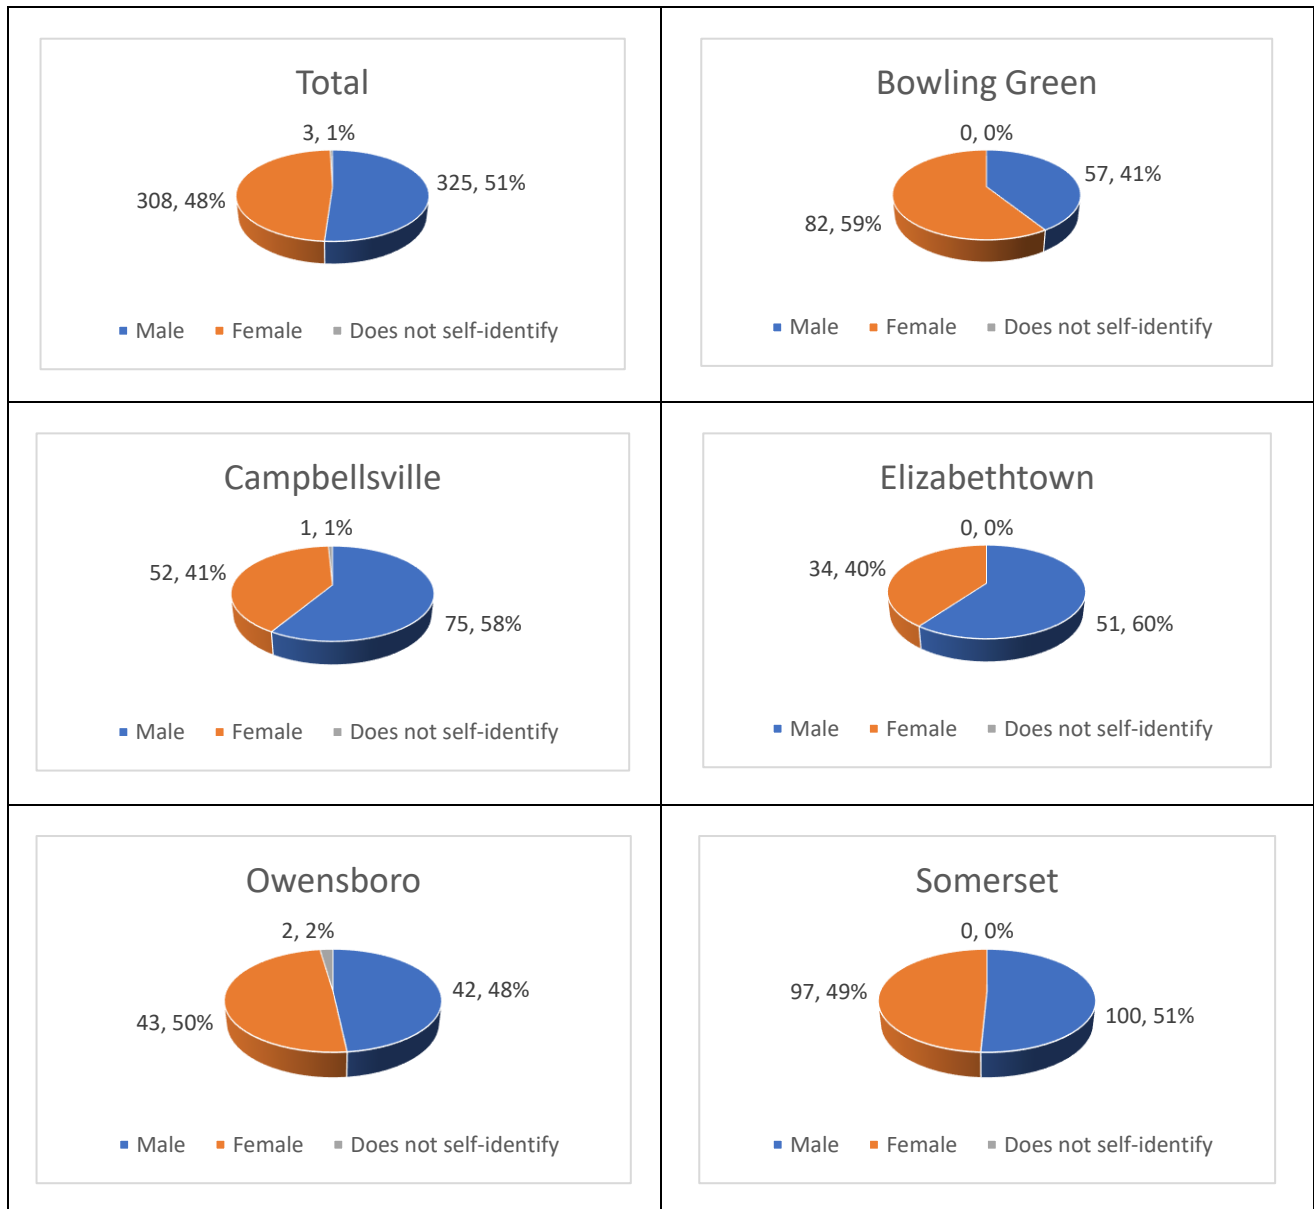 Total
3, 1%
325, 51%
308, 48%
Male Female Does not self-identify
Bowling Green
0, 0%
57, 41%
82, 59%
Male Female Does not self-identify
Campbellsville
1, 1%
52, 41%
75, 58%
Male Female Does not self-identify
Elizabethtown
0, 0%
34, 40%
51, 60%
Male Female Does not self-identify
Owensboro
2, 2%
42, 48%
43, 50%
Male Female Does not self-identify
Somerset
0, 0%
97, 49%
100, 51%
Male Female Does not self-identify